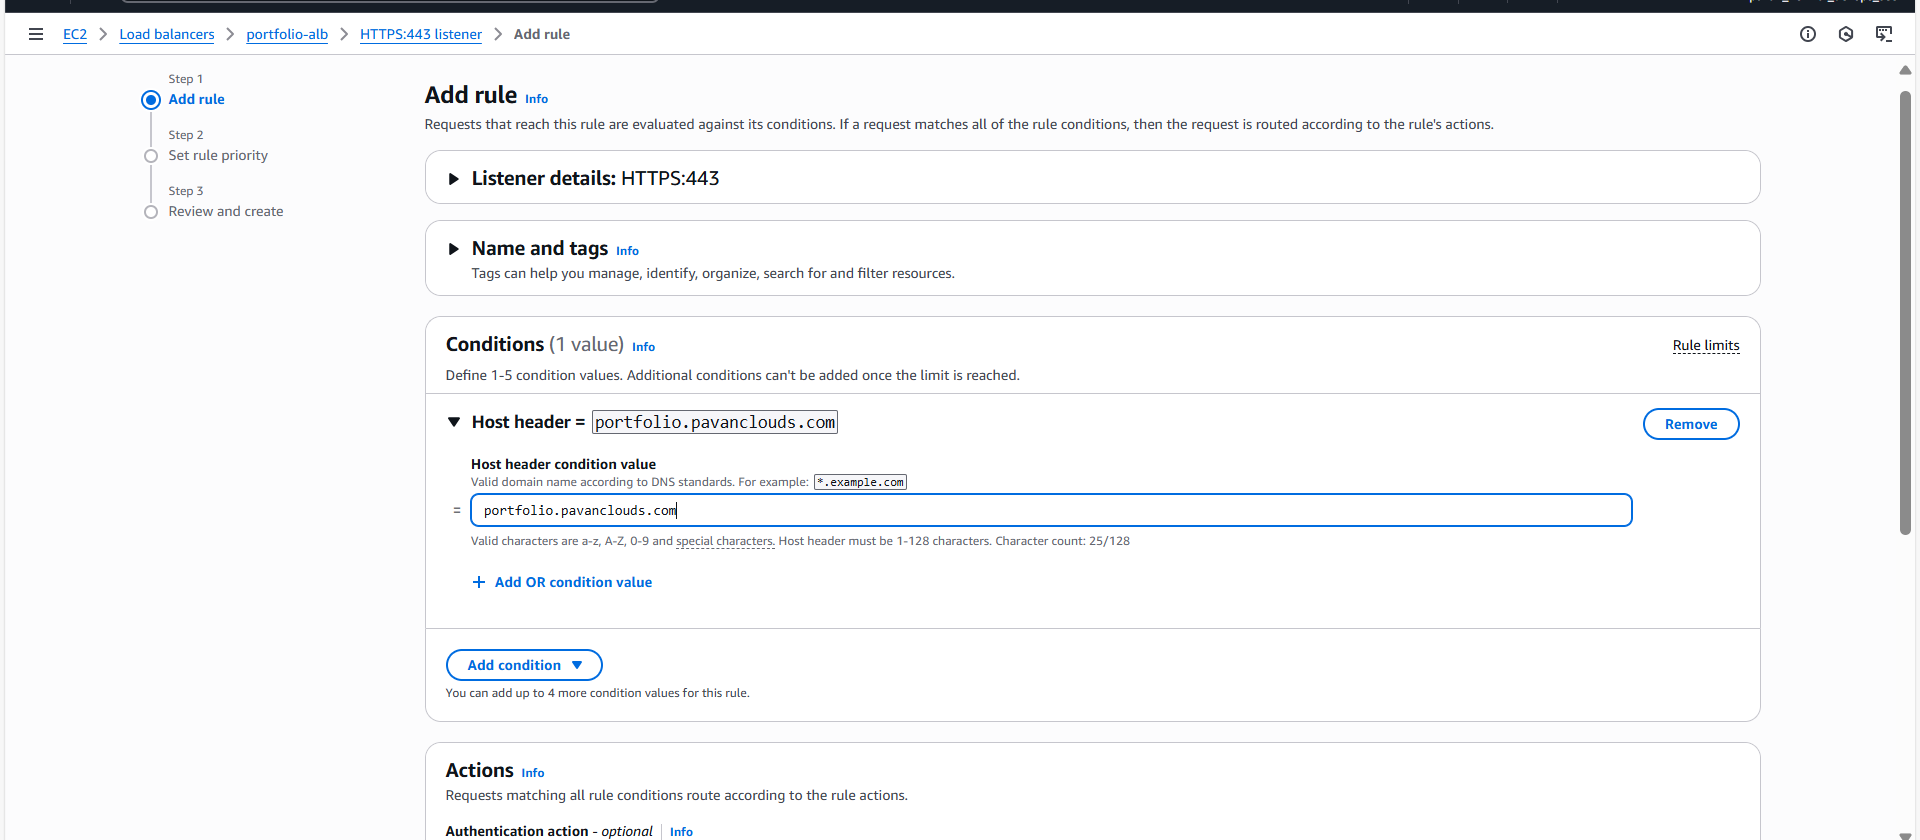 EC2 > Load balancers > portfolio-alb > HTTPS:443 listener > Add rule
Step 1
Add rule
Step 2
Set rule priority
Step 3
Review and create
Add rule Info
Requests that reach this rule are evaluated against its conditions. If a request matches all of the rule conditions, then the request is routed according to the rule's actions.
Listener details: HTTPS:443
Name and tags Info
Tags can help you manage, identify, organize, search for and filter resources.
Conditions (1 value) Info
Rule limits
Define 1-5 condition values. Additional conditions can't be added once the limit is reached.
Host header = portfolio.pavanclouds.com
Remove
Host header condition value
Valid domain name according to DNS standards. For example: *.example.com
= portfolio.pavanclouds.com
Valid characters are a-z, A-Z, 0-9 and special characters. Host header must be 1-128 characters. Character count: 25/128
+ Add OR condition value
Add condition
You can add up to 4 more condition values for this rule.
Actions Info
Requests matching all rule conditions route according to the rule actions.
Authentication action - optional Info